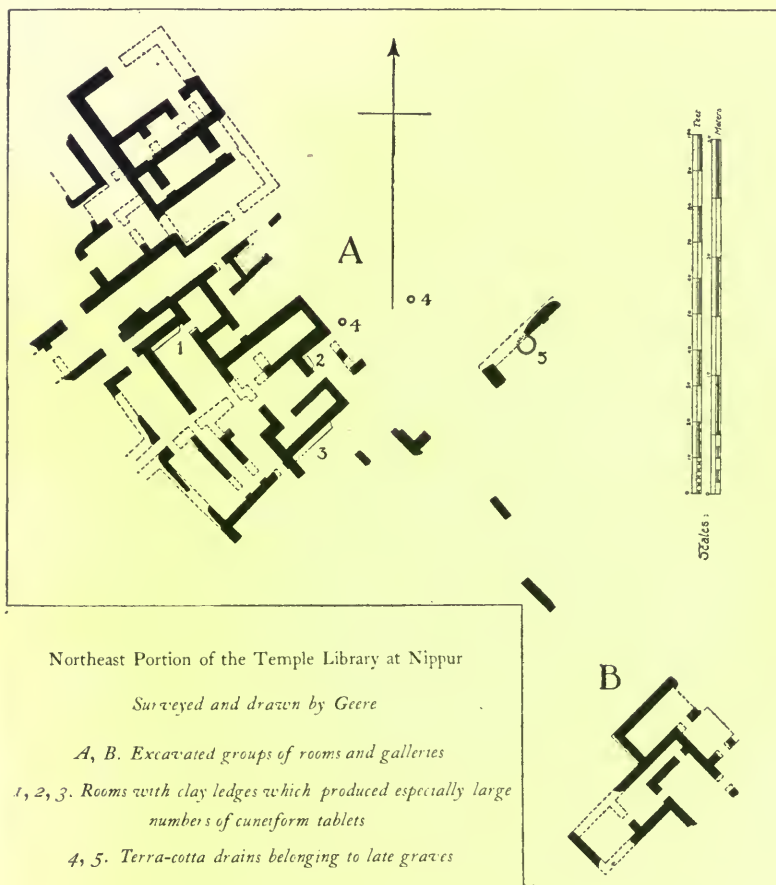 A
4
4
5
1
2
3
Feet
Meters
Scales:
B
Northeast Portion of the Temple Library at Nippur
Surveyed and drawn by Geere
A, B. Excavated groups of rooms and galleries
1, 2, 3. Rooms with clay ledges which produced especially large
numbers of cuneiform tablets
4, 5. Terra-cotta drains belonging to late graves